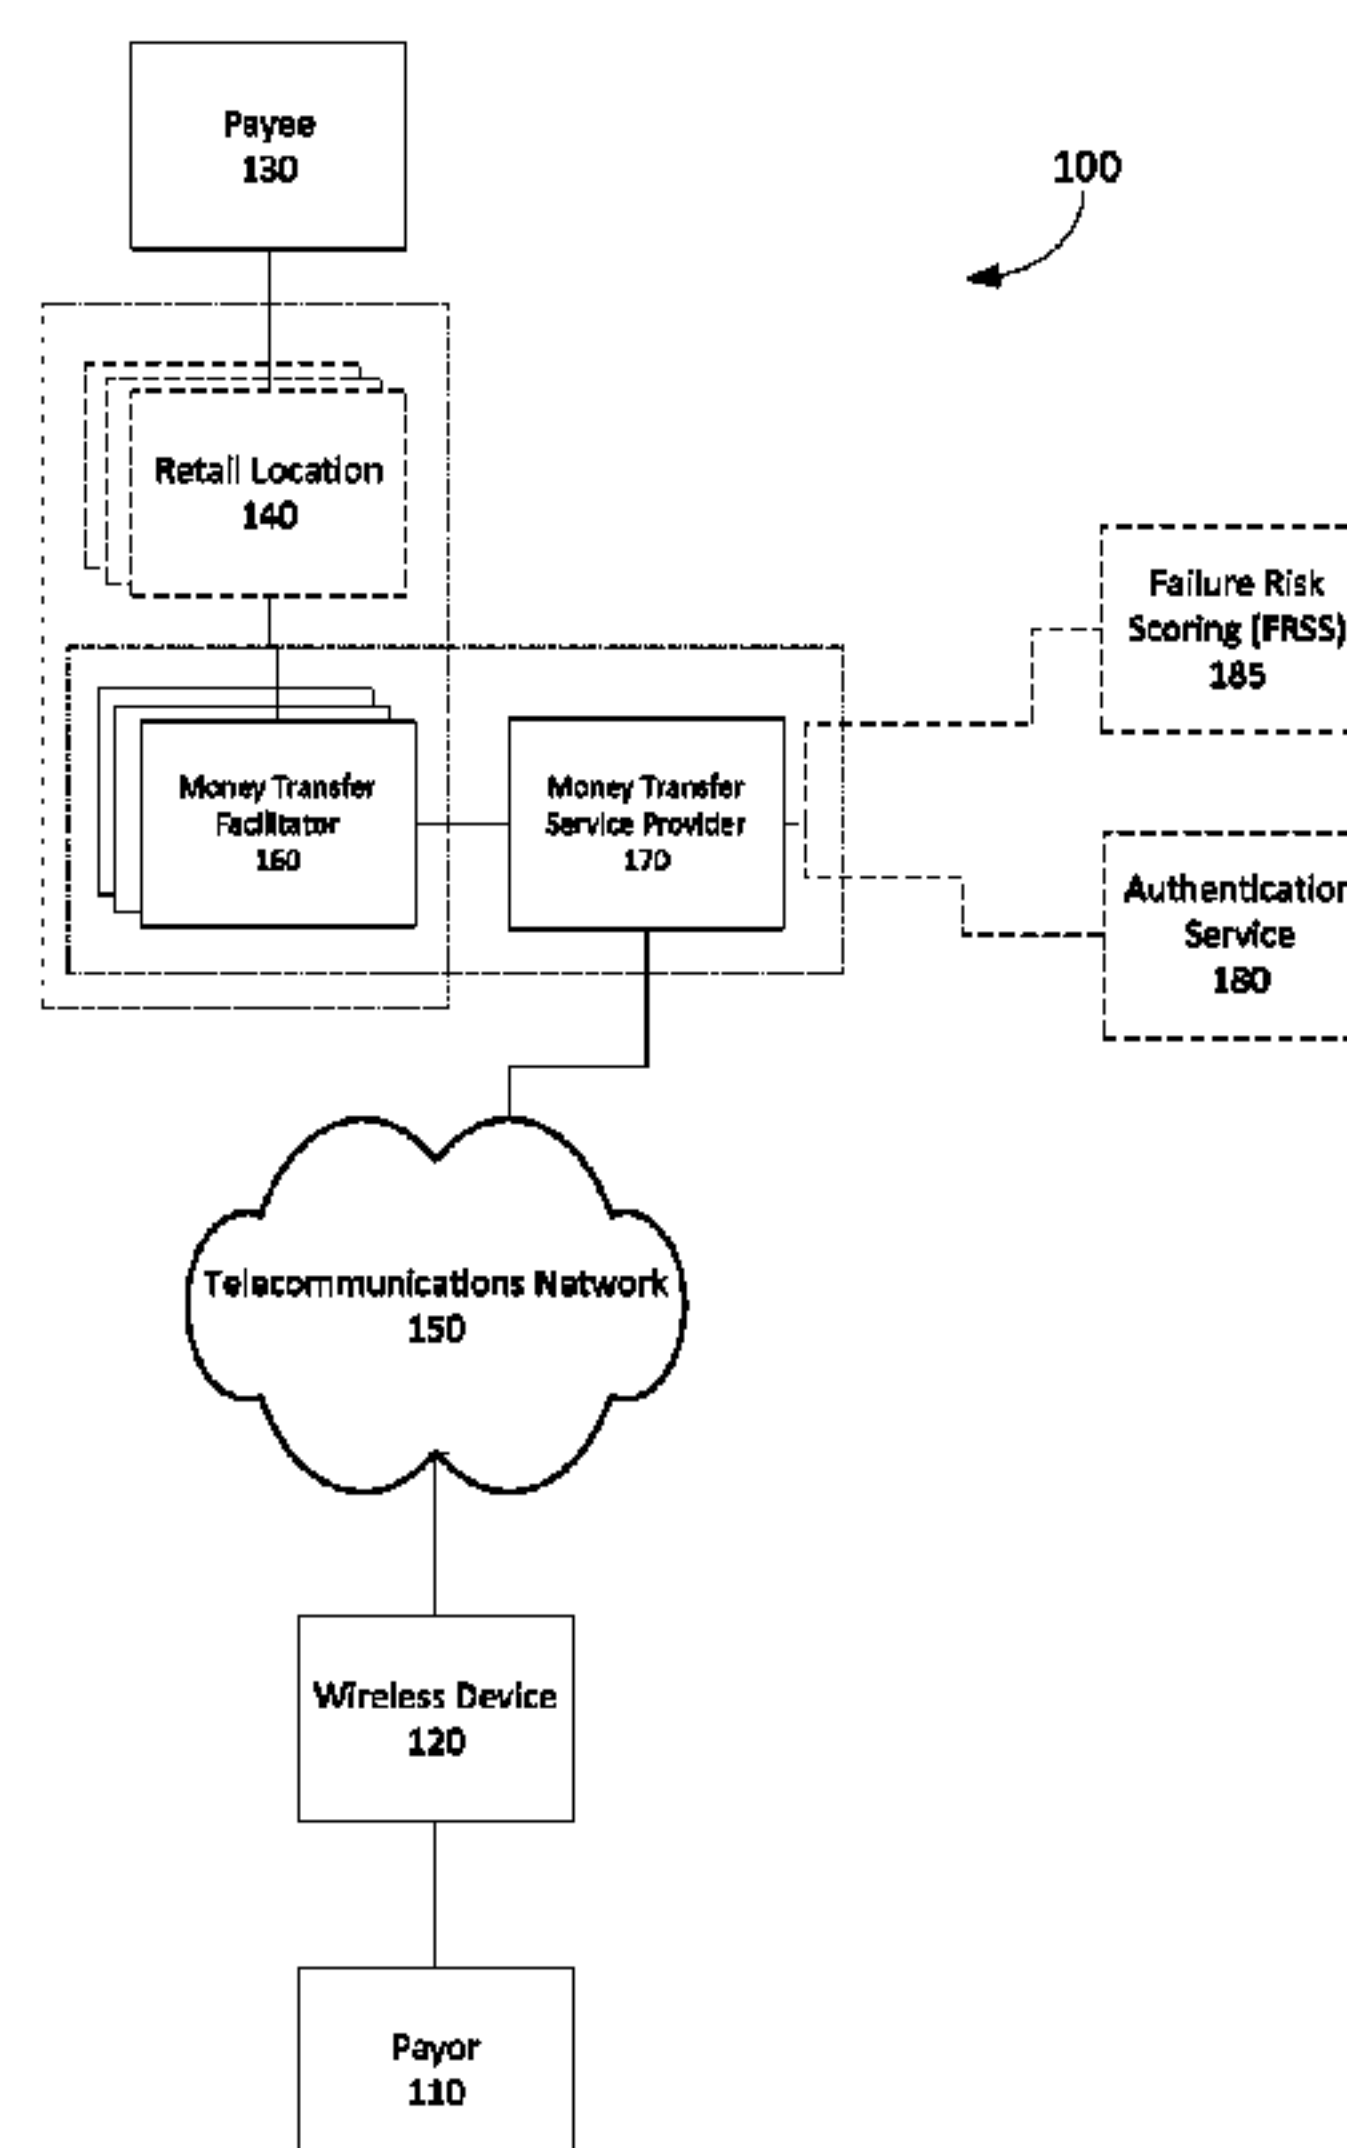 Payee
130
100
Retail Location
140
Failure Risk
Scoring (FRSS)
185
Money Transfer
Facilitator
160
Money Transfer
Service Provider
170
Authentication
Service
180
Telecommunications Network
150
Wireless Device
120
Payor
110